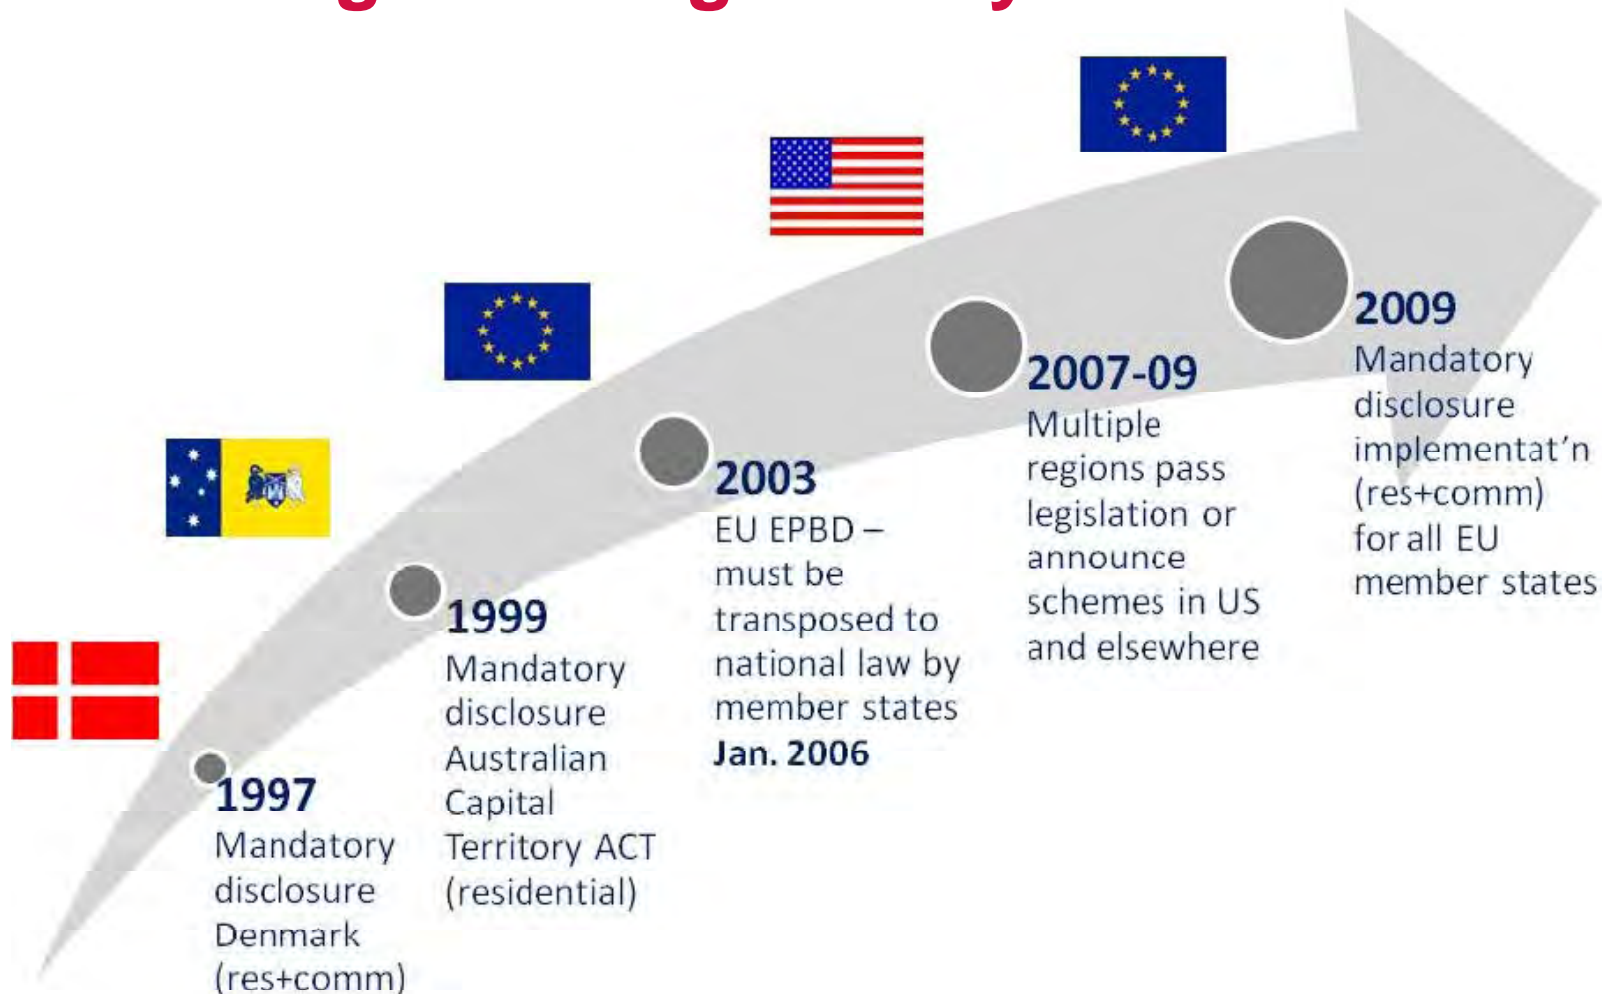 1997
Mandatory
disclosure
Denmark
(res+comm)
1999
Mandatory
disclosure
Australian
Capital
Territory ACT
(residential)
2003
EU EPBD –
must be
transposed to
national law by
member states
Jan. 2006
2007-09
Multiple
regions pass
legislation or
announce
schemes in US
and elsewhere
2009
Mandatory
disclosure
implementat'n
(res+comm)
for all EU
member states